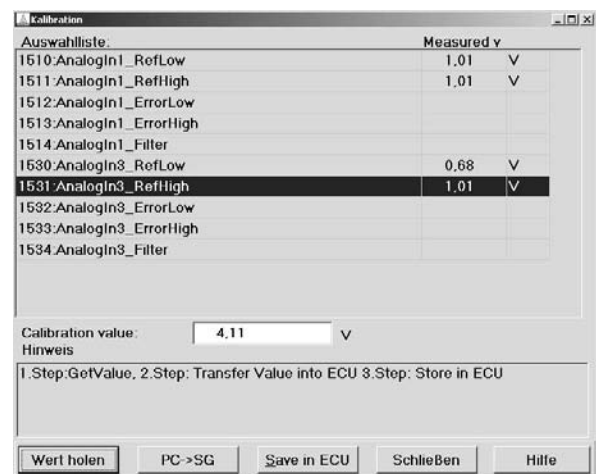 Kalibration
Auswahlliste: Measured v
1510:AnalogIn1_RefLow 1,01 V
1511:AnalogIn1_RefHigh 1,01 V
1512:AnalogIn1_ErrorLow
1513:AnalogIn1_ErrorHigh
1514:AnalogIn1_Filter
1530:AnalogIn3_RefLow 0,68 V
1531:AnalogIn3_RefHigh 1,01 V
1532:AnalogIn3_ErrorLow
1533:AnalogIn3_ErrorHigh
1534:AnalogIn3_Filter
Calibration value: 4,11 V
Hinweis
1.Step:GetValue, 2.Step: Transfer Value into ECU 3.Step: Store in ECU
Wert holen PC->SG Save in ECU Schließen Hilfe